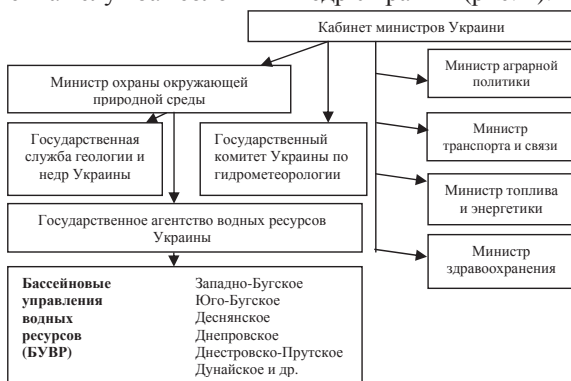 Кабинет министров Украини
Министр охраны окружающей
природной среды
Министр аграрной
политики
Государственная
служба геологии и
недр Украины
Государственный
комитет Украины по
гидрометеорологии
Министр
транспорта и связи
Министр топлива
и энергетики
Государственное агентство водных ресурсов
Украины
Министр
здравоохранения
Бассейновые
управления
водных
ресурсов
(БУВР)
Западно-Бугское
Юго-Бугское
Деснянское
Днепровское
Днестровско-Прутское
Дунайское и др.